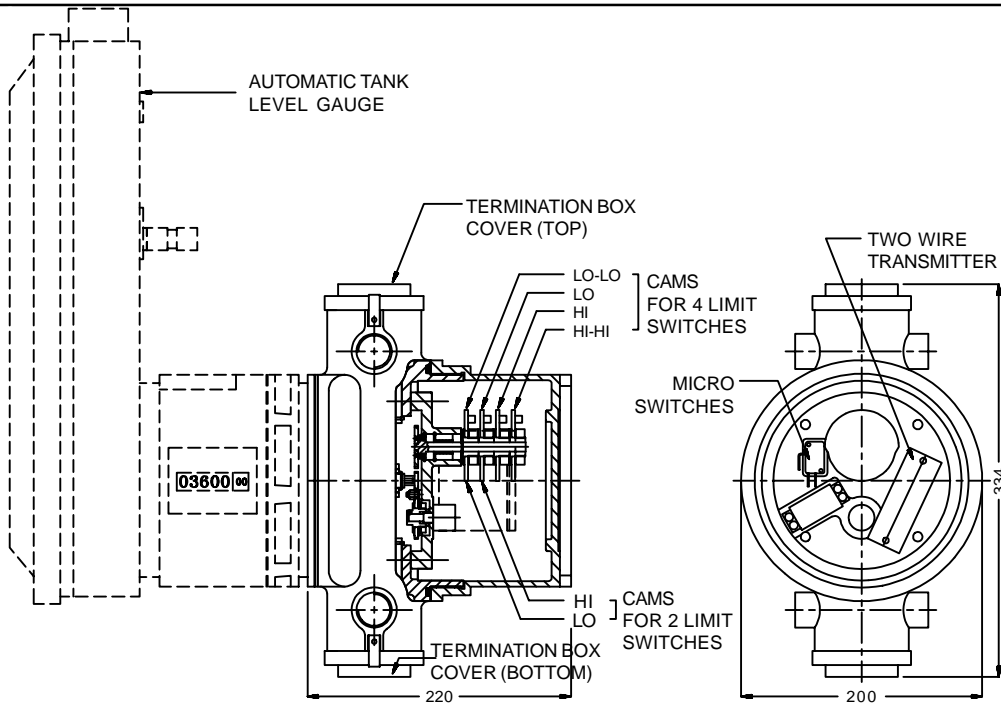 AUTOMATIC TANK
LEVEL GAUGE
TERMINATION BOX
COVER (TOP)
TWO WIRE
TRANSMITTER
LO-LO
LO
HI
HI-HI
CAMS
FOR 4 LIMIT
SWITCHES
MICRO
SWITCHES
03600 00
334
HI
LO
CAMS
FOR 2 LIMIT
SWITCHES
TERMINATION BOX
COVER (BOTTOM)
220
200